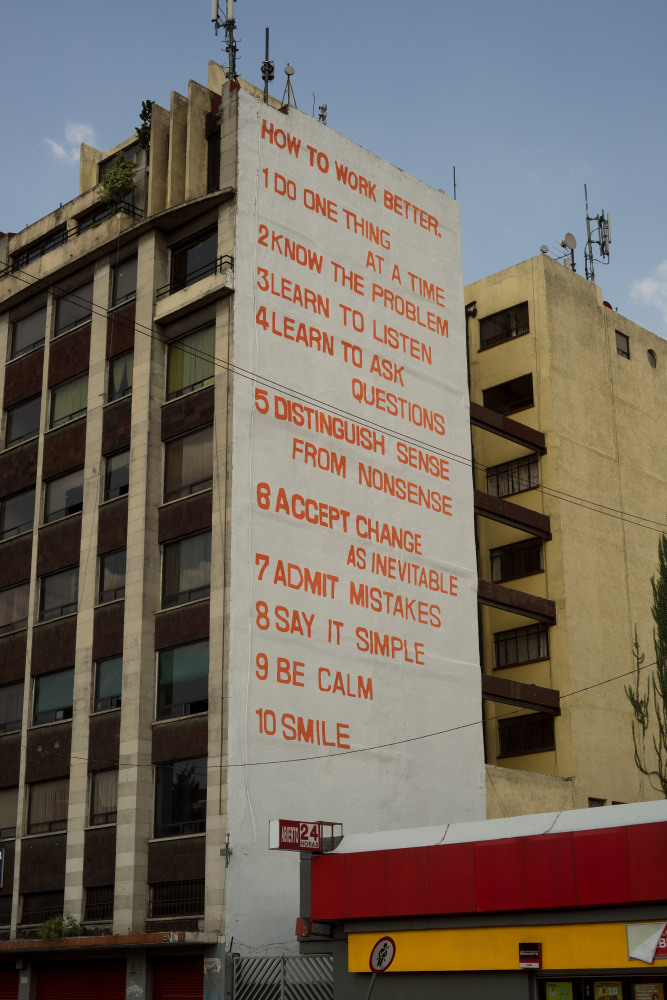 HOW TO WORK BETTER.
1 DO ONE THING
AT A TIME
2 KNOW THE PROBLEM
3 LEARN TO LISTEN
4 LEARN TO ASK
QUESTIONS
5 DISTINGUISH SENSE
FROM NONSENSE
6 ACCEPT CHANGE
AS INEVITABLE
7 ADMIT MISTAKES
8 SAY IT SIMPLE
9 BE CALM
10 SMILE
ABIERTO 24
HORAS